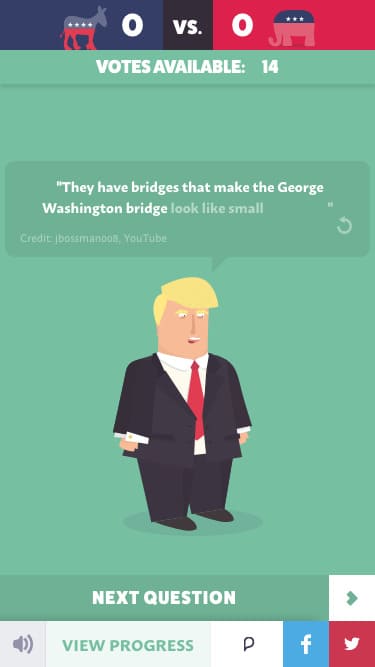 0 VS. 0
VOTES AVAILABLE: 14
"They have bridges that make the George
Washington bridge look like small "
Credit: jbossman008, YouTube
NEXT QUESTION
VIEW PROGRESS